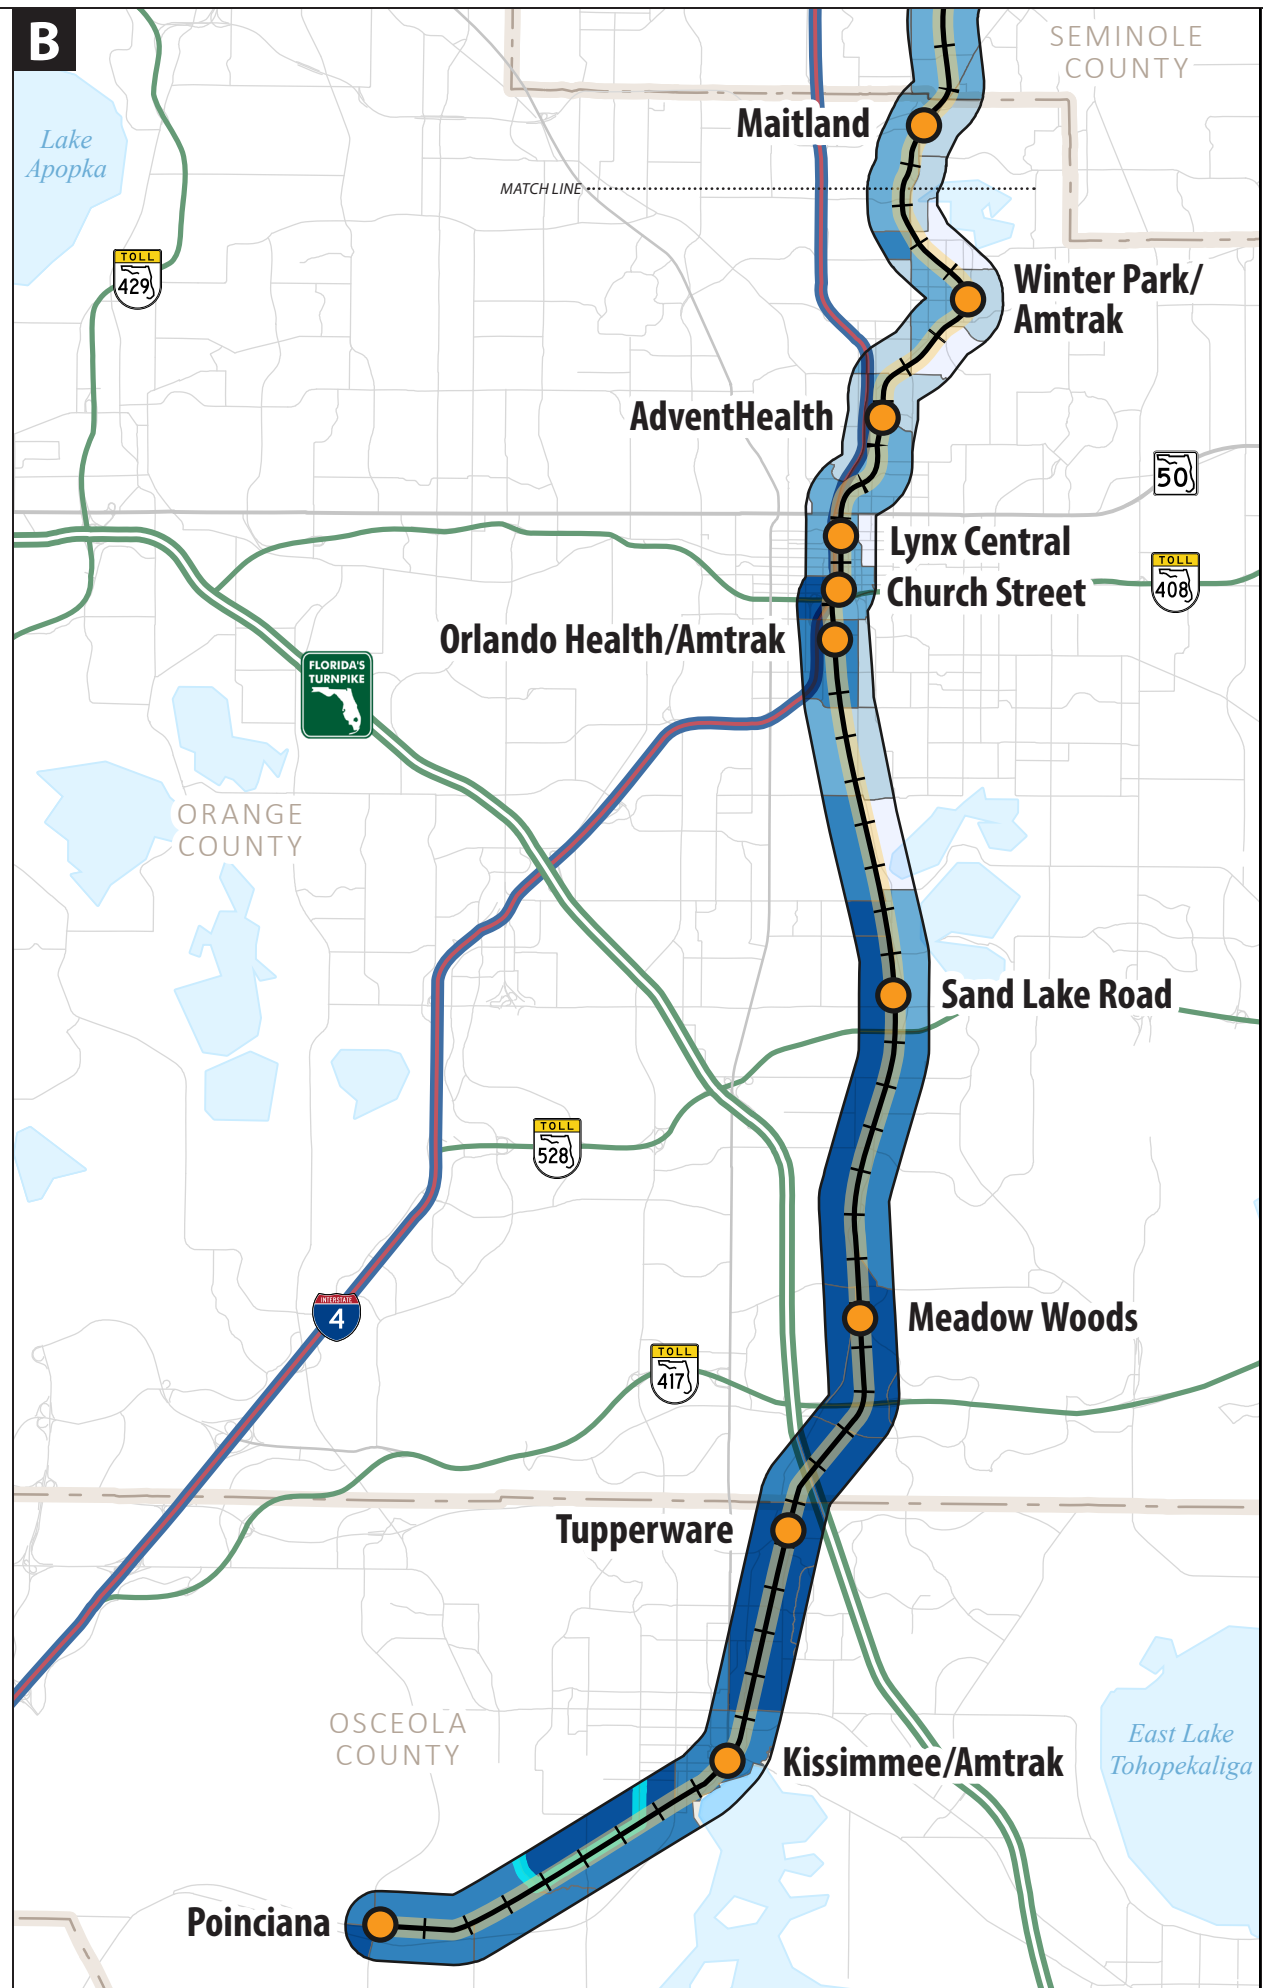 B
SEMINOLE
COUNTY
Maitland
Lake
Apopka
MATCH LINE
TOLL
429
Winter Park/
Amtrak
AdventHealth
50
Lynx Central
TOLL
408
Church Street
Orlando Health/Amtrak
FLORIDA'S
TURNPIKE
ORANGE
COUNTY
Sand Lake Road
TOLL
528
INTERSTATE
4
Meadow Woods
TOLL
417
Tupperware
OSCEOLA
COUNTY
East Lake
Tohopekaliga
Kissimmee/Amtrak
Poinciana